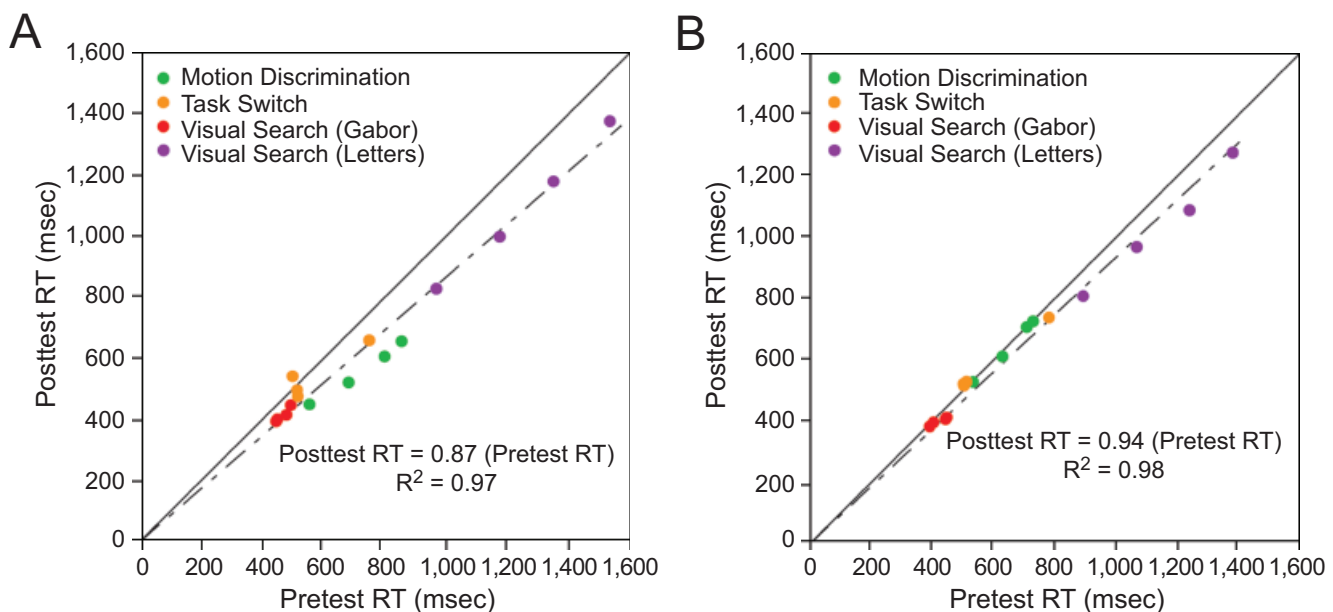 A
1,600
1,400
1,200
1,000
800
600
400
200
0
Posttest RT (msec)
Motion Discrimination
Task Switch
Visual Search (Gabor)
Visual Search (Letters)
Posttest RT = 0.87 (Pretest RT)
R² = 0.97
0 200 400 600 800 1,000 1,200 1,400 1,600
Pretest RT (msec)
B
1,600
1,400
1,200
1,000
800
600
400
200
0
Posttest RT (msec)
Motion Discrimination
Task Switch
Visual Search (Gabor)
Visual Search (Letters)
Posttest RT = 0.94 (Pretest RT)
R² = 0.98
0 200 400 600 800 1,000 1,200 1,400 1,600
Pretest RT (msec)